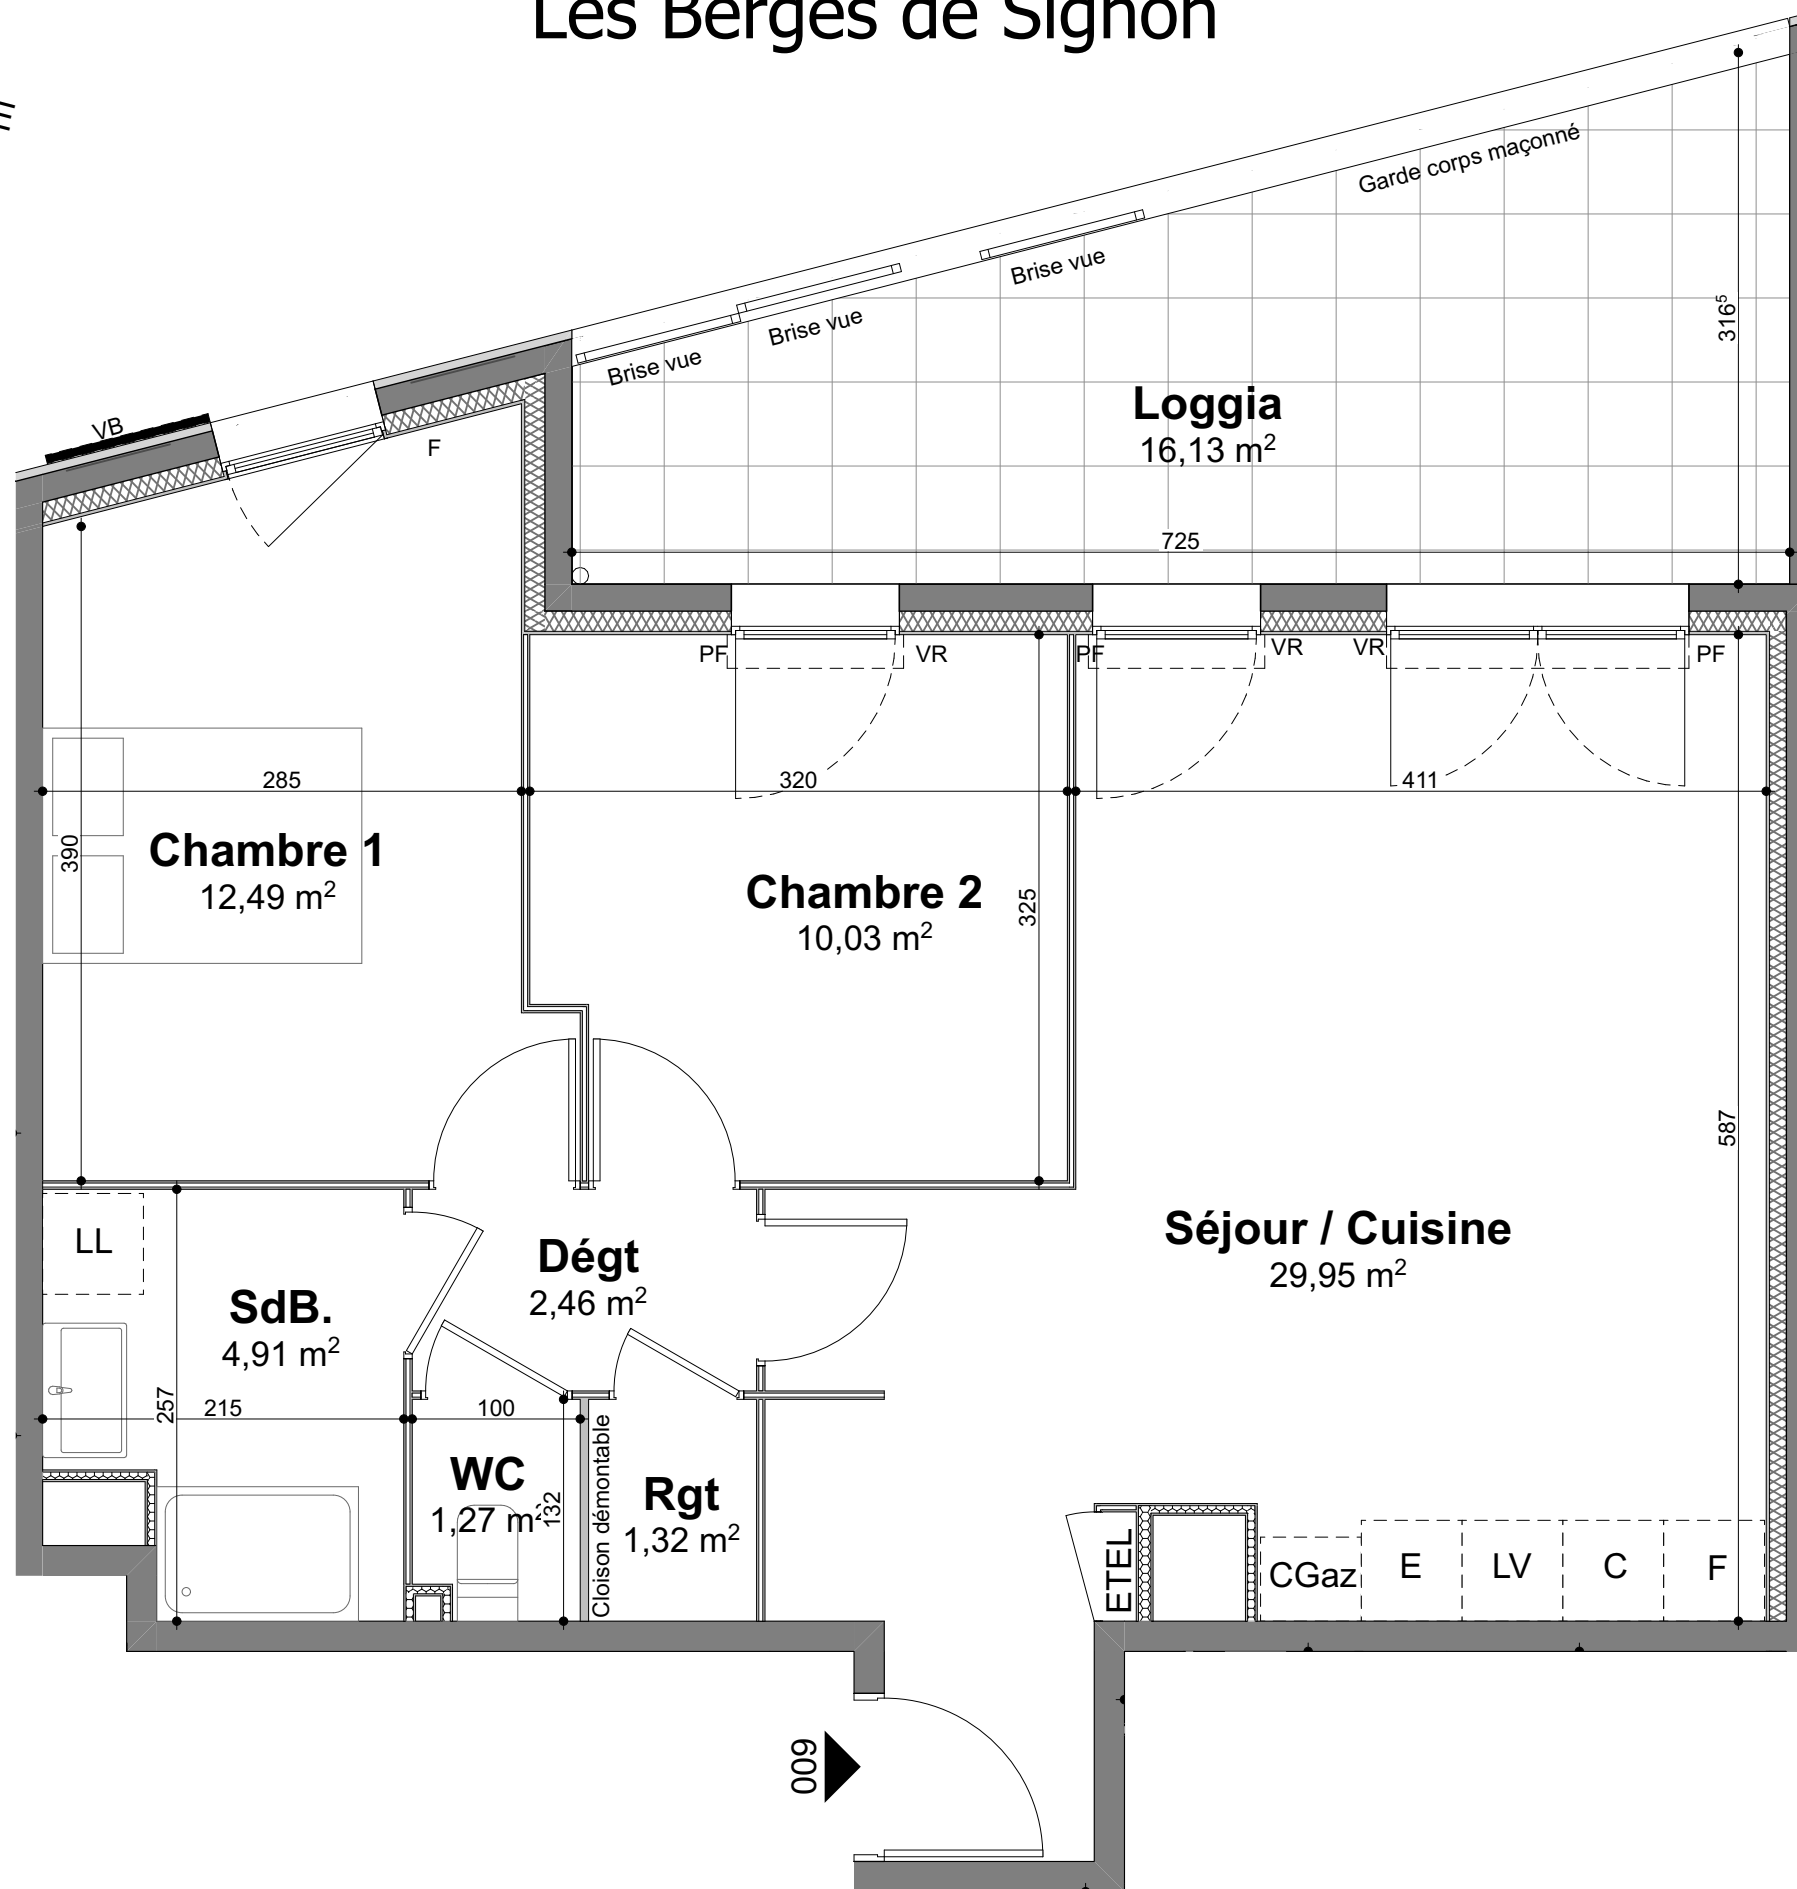 Les Berges de Signon
Garde corps maçonné
Brise vue
Brise vue
Brise vue
3165
Loggia
16,13 m2
VB
F
725
PF
VR
PF
VR
VR
PF
285
320
411
390
Chambre 1
12,49 m2
Chambre 2
10,03 m2
325
587
LL
SdB.
4,91 m2
Dégt
2,46 m2
Séjour / Cuisine
29,95 m2
257
215
100
WC
1,27 m2
132
Cloison démontable
Rgt
1,32 m2
ETEL
CGaz
E
LV
C
F
009